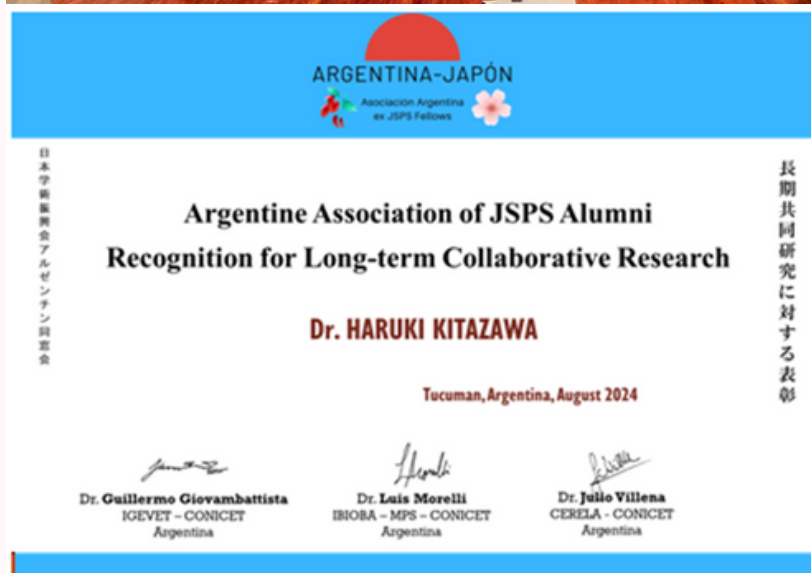 ARGENTINA-JAPÓN
Asociación Argentina
ex JSPS Fellows
日本学術振興会アルゼンチン同窓会
長期共同研究に対する表彰
Argentine Association of JSPS Alumni
Recognition for Long-term Collaborative Research
Dr. HARUKI KITAZAWA
Tucuman, Argentina, August 2024
Dr. Guillermo Giovambattista
IGEVET – CONICET
Argentina
Dr. Luis Morelli
IBIOBA – MPS – CONICET
Argentina
Dr. Julio Villena
CERELA - CONICET
Argentina